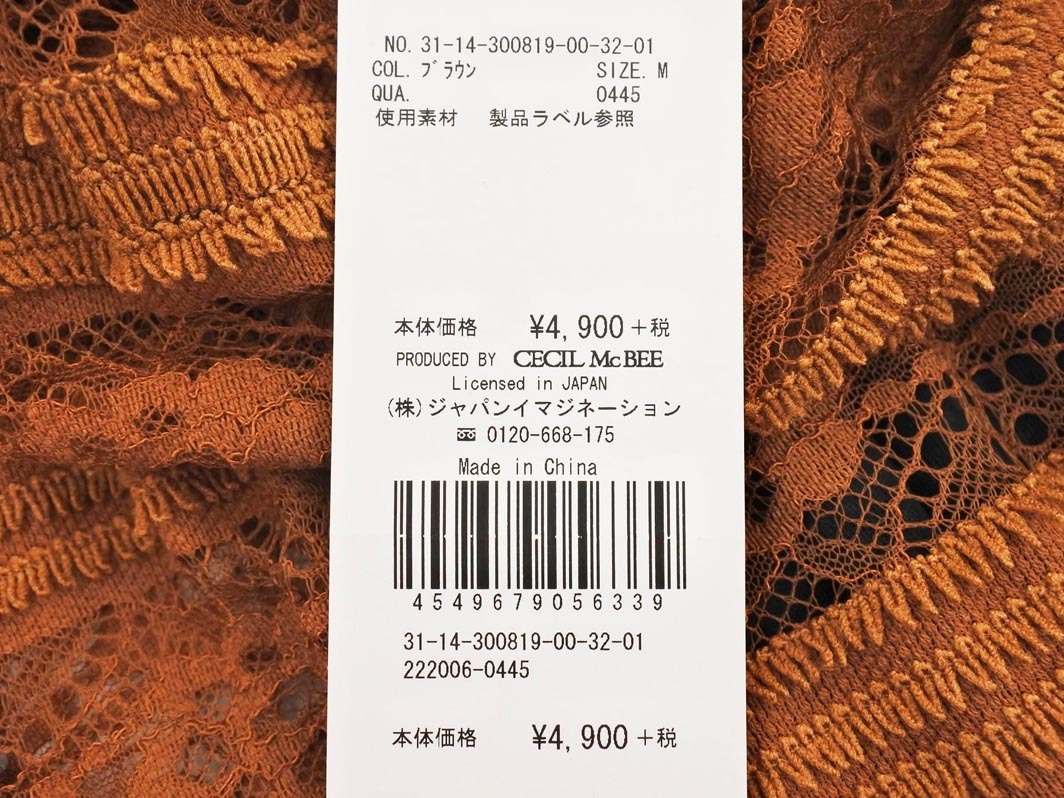 NO. 31-14-300819-00-32-01
COL. ﾌﾞﾗｳﾝ SIZE. M
QUA. 0445
使用素材 製品ラベル参照
本体価格 ¥4,900+税
PRODUCED BY CECIL McBEE
Licensed in JAPAN
(株)ジャパンイマジネーション
0120-668-175
Made in China
4549679056339
31-14-300819-00-32-01
222006-0445
本体価格 ¥4,900+税